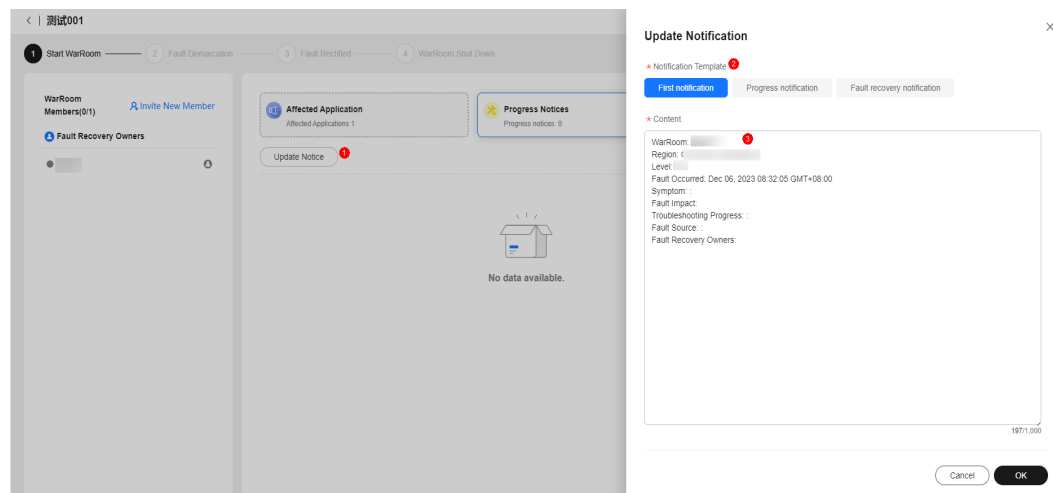 测试001
1 Start WarRoom 2 Fault Demarcation 3 Fault Rectified 4 WarRoom Shut Down
WarRoom
Members(0/1)
Invite New Member
Fault Recovery Owners
Affected Application
Affected Applications 1
Progress Notices
Progress notices: 0
Update Notice 1
No data available.
Update Notification
* Notification Template 2
First notification Progress notification Fault recovery notification
* Content
WarRoom: 3
Region:
Level:
Fault Occurred: Dec 06, 2023 08:32:05 GMT+08:00
Symptom: :
Fault Impact:
Troubleshooting Progress: :
Fault Source: :
Fault Recovery Owners:
197/1,000
Cancel OK